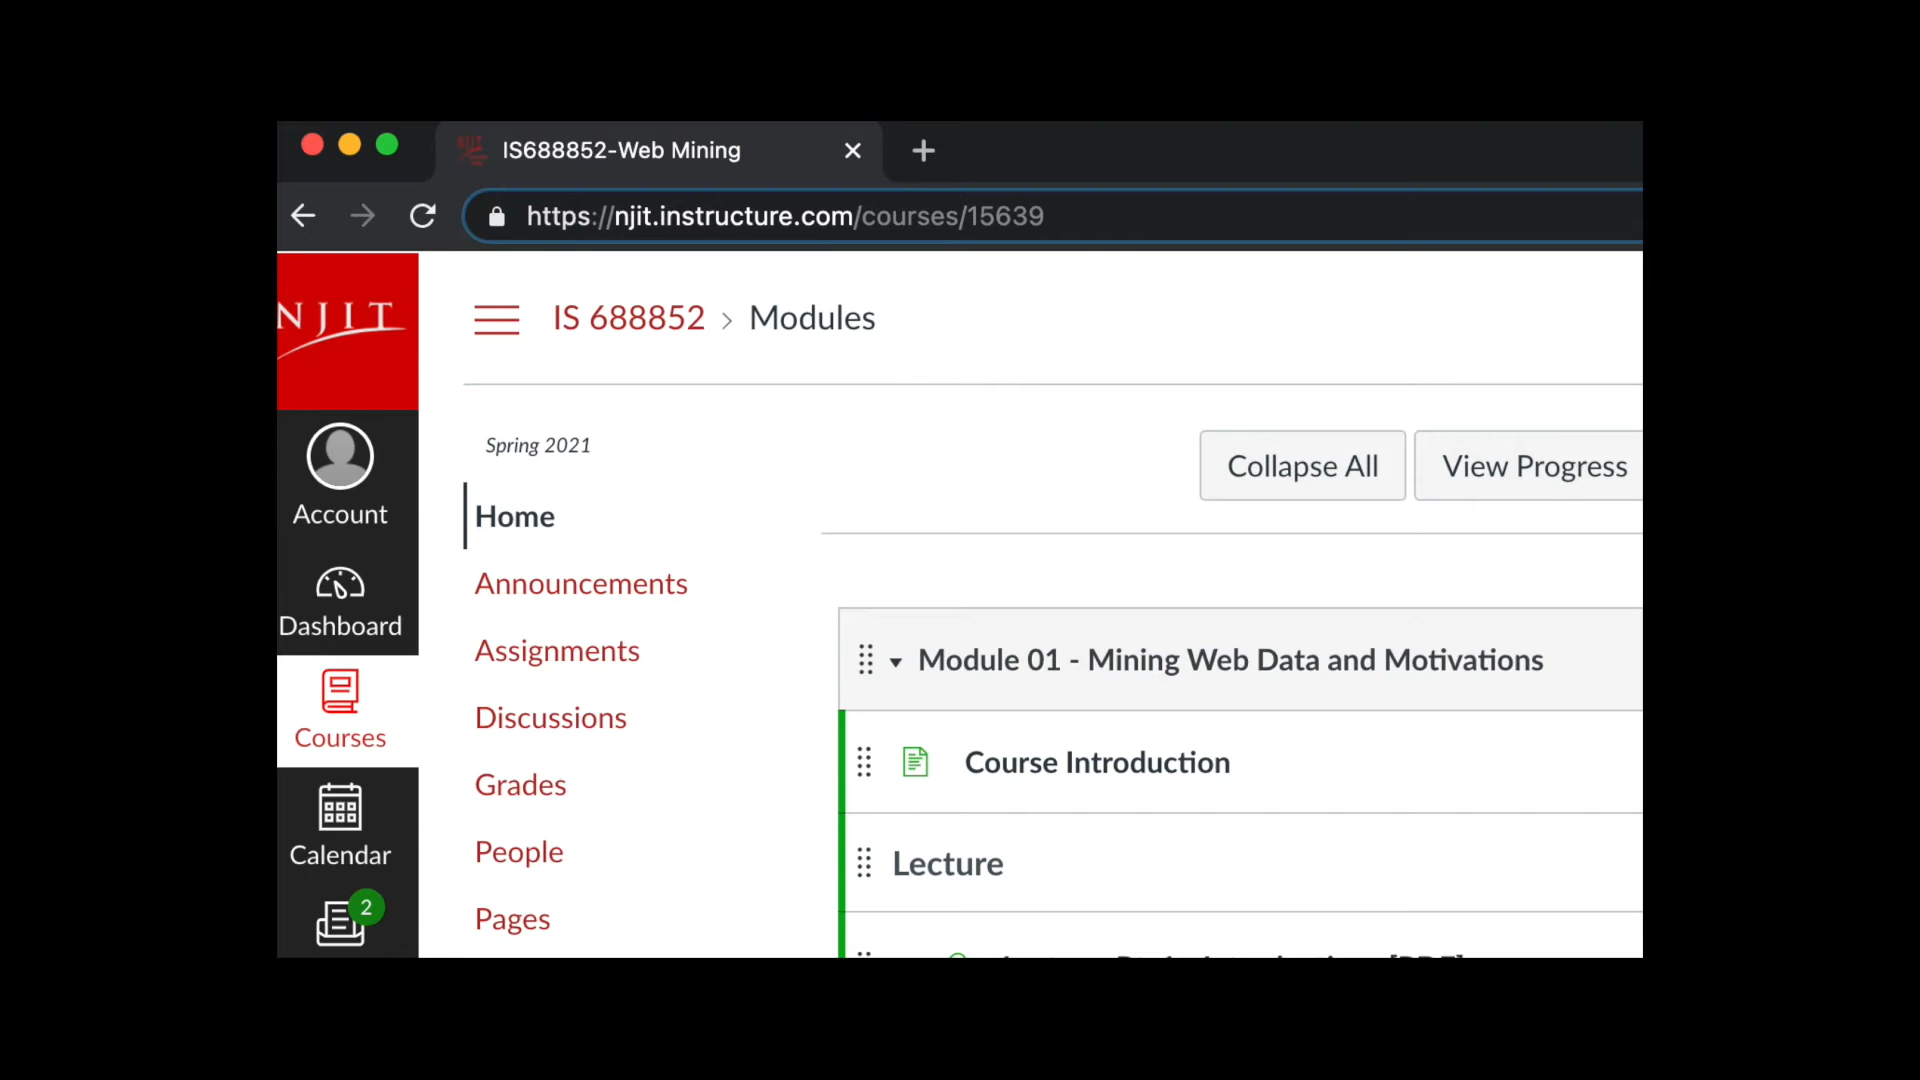 IS688852-Web Mining
https://njit.instructure.com/courses/15639
NJIT
IS 688852 > Modules
Spring 2021
Collapse All
View Progress
Account
Home
Announcements
Dashboard
Assignments
Module 01 - Mining Web Data and Motivations
Discussions
Courses
Course Introduction
Grades
Calendar
People
Lecture
2
Pages